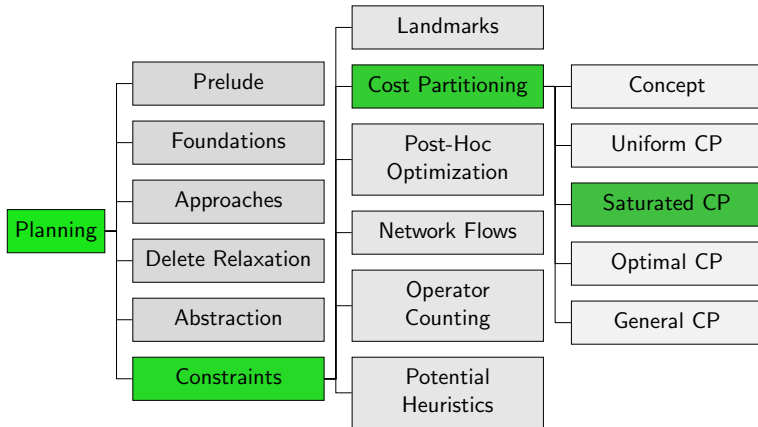 Planning
Prelude
Foundations
Approaches
Delete Relaxation
Abstraction
Constraints
Landmarks
Cost Partitioning
Post-Hoc
Optimization
Network Flows
Operator
Counting
Potential
Heuristics
Concept
Uniform CP
Saturated CP
Optimal CP
General CP